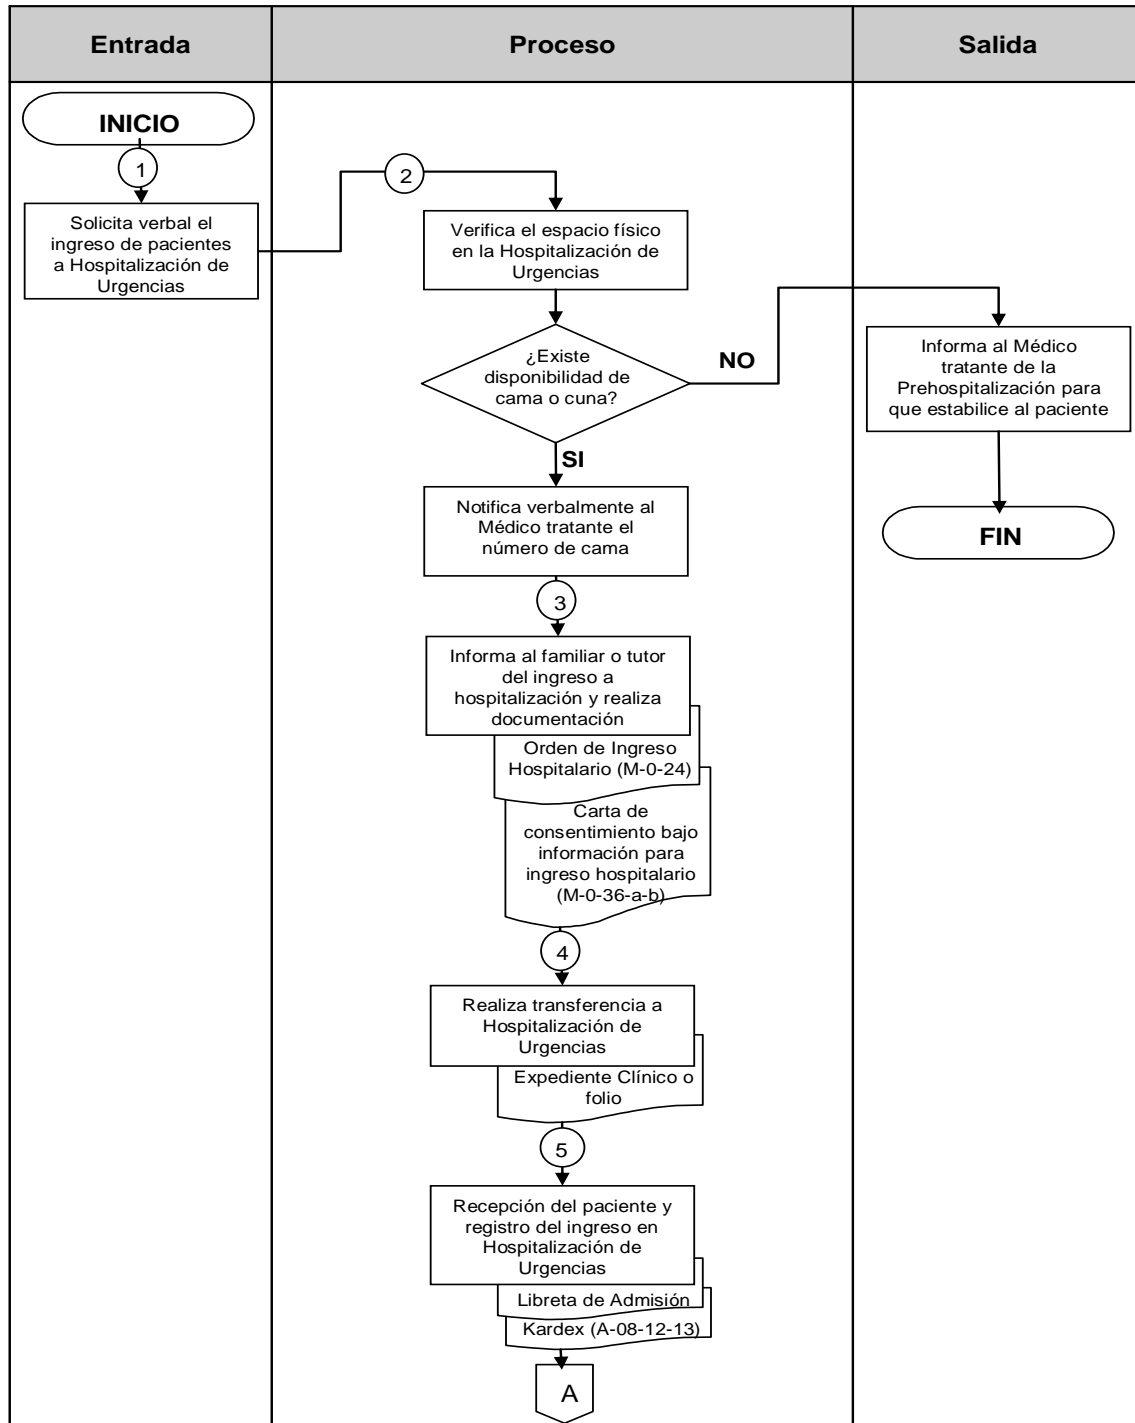 Entrada
Proceso
Salida
INICIO
1
Solicita verbal el
ingreso de pacientes
a Hospitalización de
Urgencias
2
Verifica el espacio físico
en la Hospitalización de
Urgencias
¿Existe
disponibilidad de
cama o cuna?
NO
Informa al Médico
tratante de la
Prehospitalización para
que estabilice al paciente
FIN
SI
Notifica verbalmente al
Médico tratante el
número de cama
3
Informa al familiar o tutor
del ingreso a
hospitalización y realiza
documentación
Orden de Ingreso
Hospitalario (M-0-24)
Carta de
consentimiento bajo
información para
ingreso hospitalario
(M-0-36-a-b)
4
Realiza transferencia a
Hospitalización de
Urgencias
Expediente Clínico o
folio
5
Recepción del paciente y
registro del ingreso en
Hospitalización de
Urgencias
Libreta de Admisión
Kardex (A-08-12-13)
A